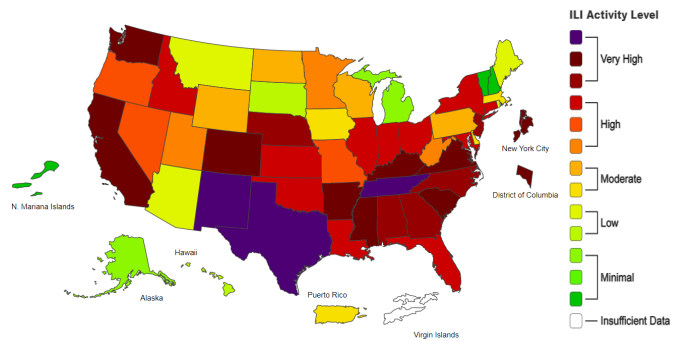 ILI Activity Level
Very High
High
Moderate
Low
Minimal
Insufficient Data
New York City
District of Columbia
N. Mariana Islands
Hawaii
Alaska
Puerto Rico
Virgin Islands